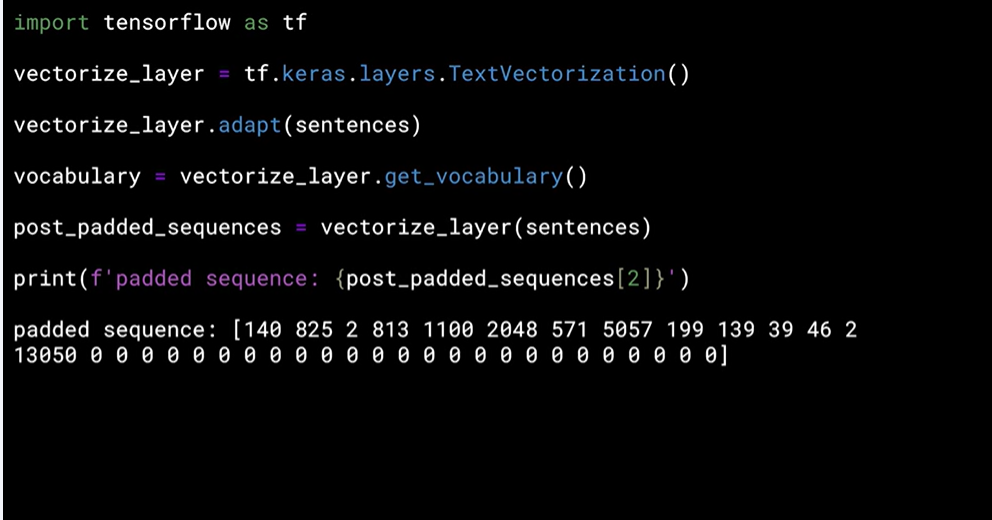 import tensorflow as tf
vectorize_layer = tf.keras.layers.TextVectorization()
vectorize_layer.adapt(sentences)
vocabulary = vectorize_layer.get_vocabulary()
post_padded_sequences = vectorize_layer(sentences)
print(f'padded sequence: {post_padded_sequences[2]}')
padded sequence: [140 825 2 813 1100 2048 571 5057 199 139 39 46 2
13050 0 0 0 0 0 0 0 0 0 0 0 0 0 0 0 0 0 0 0 0 0 0 0 0 0]